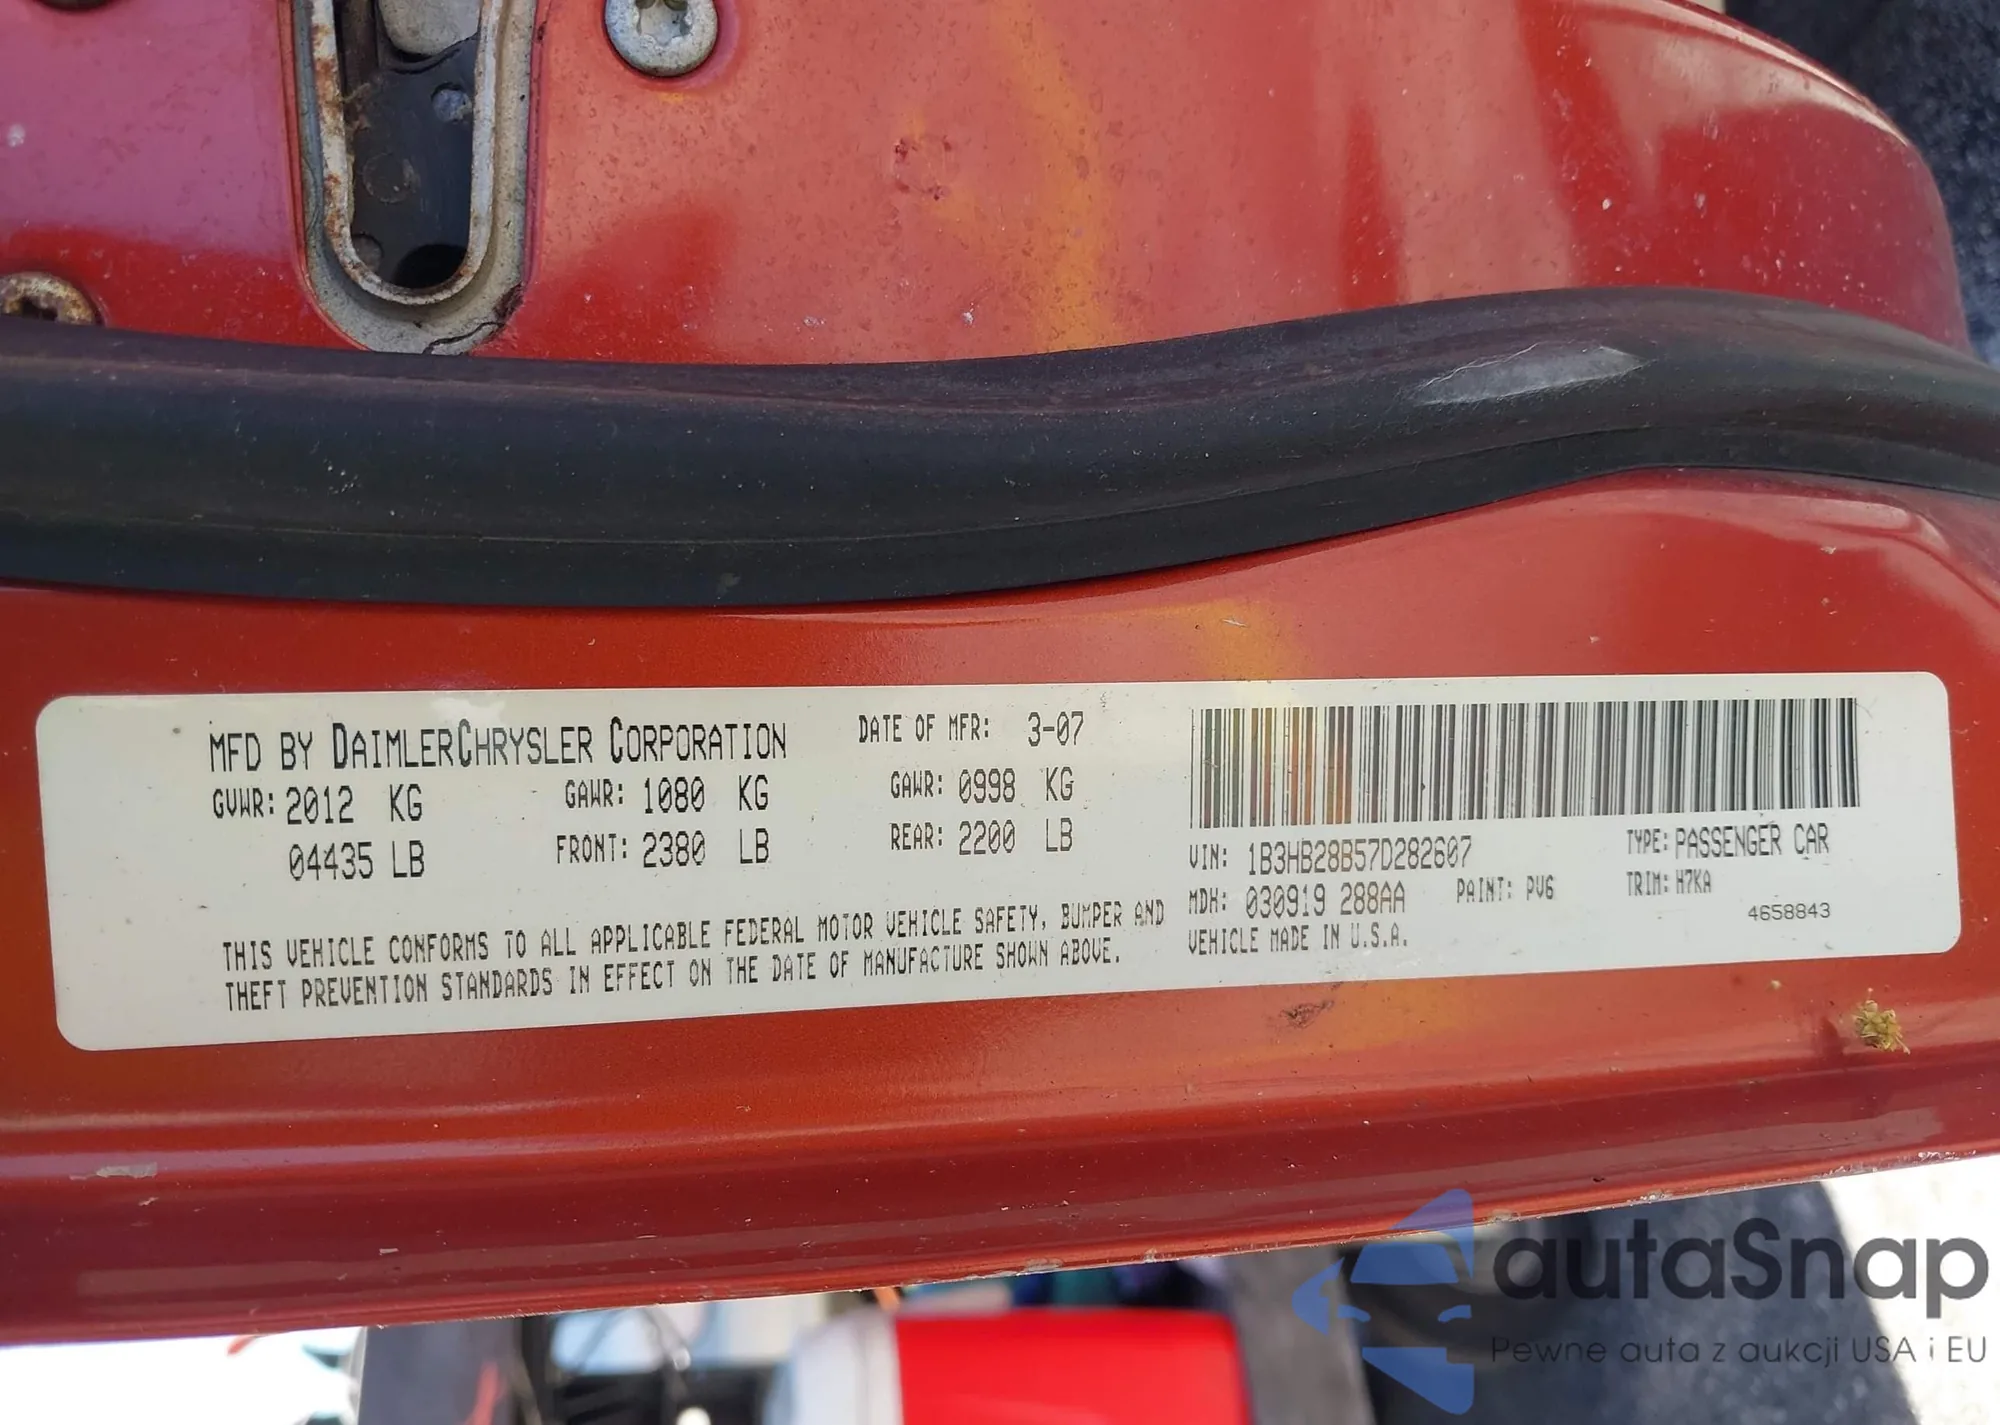 MFD BY DAIMLERCHRYSLER CORPORATION DATE OF MFR: 3-07
GVWR: 2012 KG GAWR: 1080 KG GAWR: 0998 KG
04435 LB FRONT: 2380 LB REAR: 2200 LB
THIS VEHICLE CONFORMS TO ALL APPLICABLE FEDERAL MOTOR VEHICLE SAFETY, BUMPER AND
THEFT PREVENTION STANDARDS IN EFFECT ON THE DATE OF MANUFACTURE SHOWN ABOVE.
VIN: 1B3HB28B57D282607 TYPE: PASSENGER CAR
MDH: 030919 288AA PAINT: PV6 TRIM: H7KA
VEHICLE MADE IN U.S.A. 4658843
autaSnap
Pewne auta z aukcji USA i EU